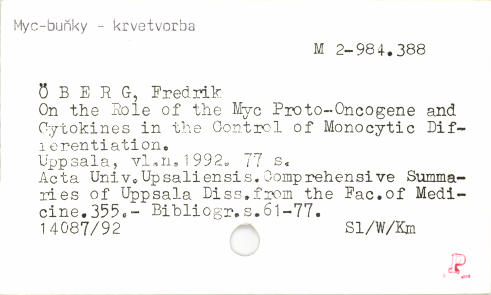 Myc-buňky - krvetvorba
M 2-984.388
Ö B E R G, Fredrik
On the Role of the Myc Proto-Oncogene and
Cytokines in the Control of Monocytic Dif-
ferentiation.
Uppsala, vl.n.1992. 77 s.
Acta Univ.Upsaliensis.Comprehensive Summa-
ries of Uppsala Diss.from the Fac.of Medi-
cine.355.- Bibliogr.s.61-77.
14087/92 Sl/W/Km
P